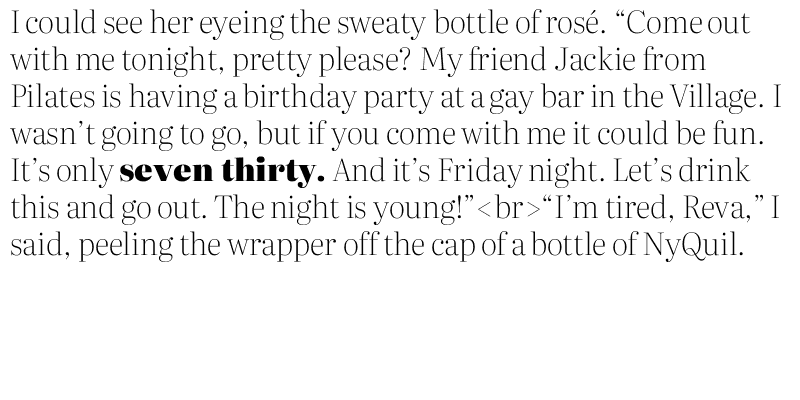 I could see her eyeing the sweaty bottle of rosé. “Come out
with me tonight, pretty please? My friend Jackie from
Pilates is having a birthday party at a gay bar in the Village. I
wasn’t going to go, but if you come with me it could be fun.
It’s only seven thirty. And it’s Friday night. Let’s drink
this and go out. The night is young!”<br>“I’m tired, Reva,” I
said, peeling the wrapper off the cap of a bottle of NyQuil.